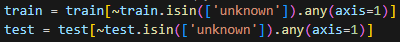 train = train[~train.isin(['unknown']).any(axis=1)]
test = test[~test.isin(['unknown']).any(axis=1)]